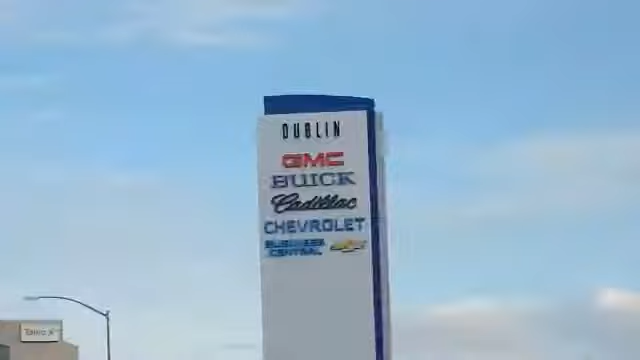 DUBLIN
GMC
BUICK
Cadillac
CHEVROLET
BUSINESS
CENTRAL